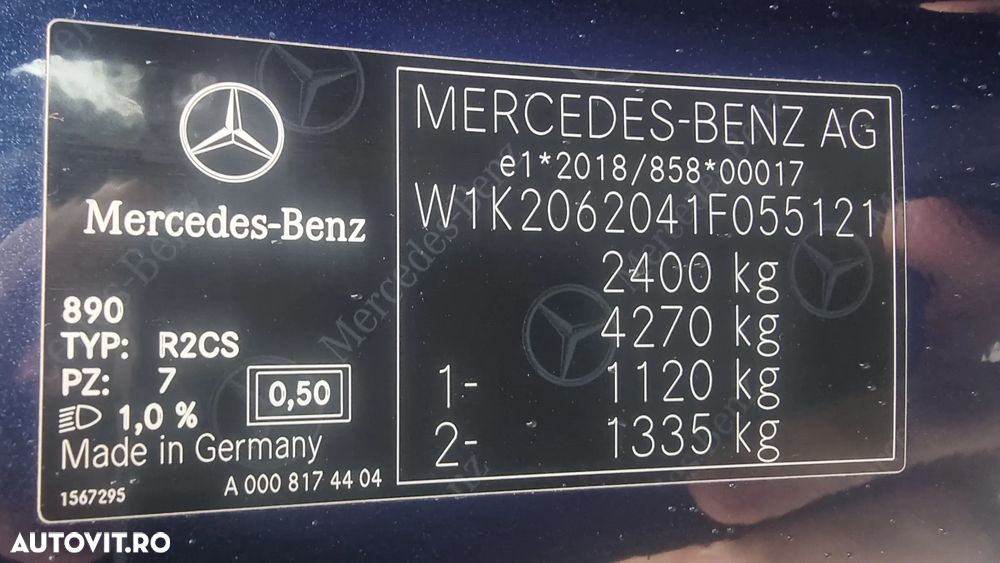 Mercedes-Benz
890
TYP: R2CS
PZ: 7
1,0 %
0,50
Made in Germany
1567295
A 000 817 44 04
MERCEDES-BENZ AG
e1*2018/858*00017
W1K2062041F055121
2400 kg
4270 kg
1- 1120 kg
2- 1335 kg
AUTOVIT.RO